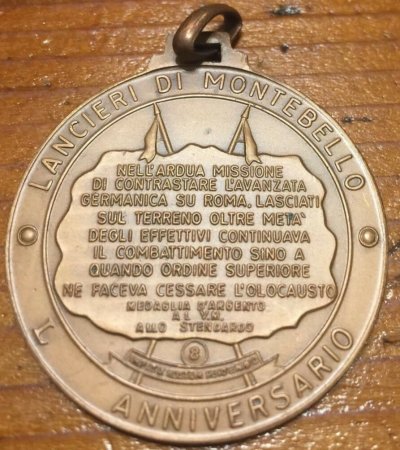 LANCIERI DI MONTEBELLO
NELL'ARDUA MISSIONE
DI CONTRASTARE L'AVANZATA
GERMANICA SU ROMA, LASCIATI
SUL TERRENO OLTRE META'
DEGLI EFFETTIVI CONTINUAVA
IL COMBATTIMENTO SINO A
QUANDO ORDINE SUPERIORE
NE FACEVA CESSARE L'OLOCAUSTO
MEDAGLIA D'ARGENTO
AL V.M.
ALLO STENDARDO
8
L ANNIVERSARIO